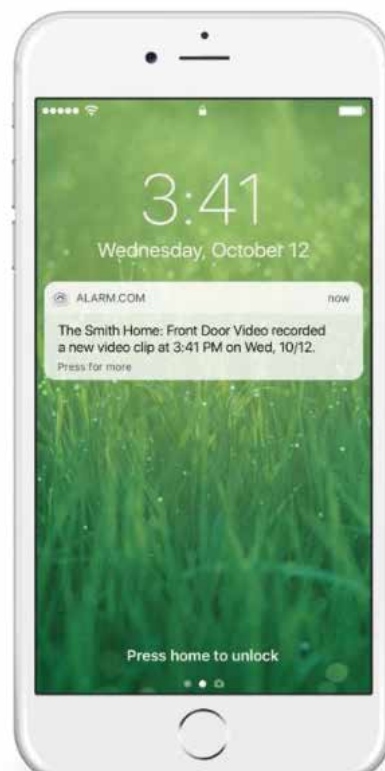 3:41
Wednesday, October 12
ALARM.COM now
The Smith Home: Front Door Video recorded
a new video clip at 3:41 PM on Wed, 10/12.
Press for more
Press home to unlock